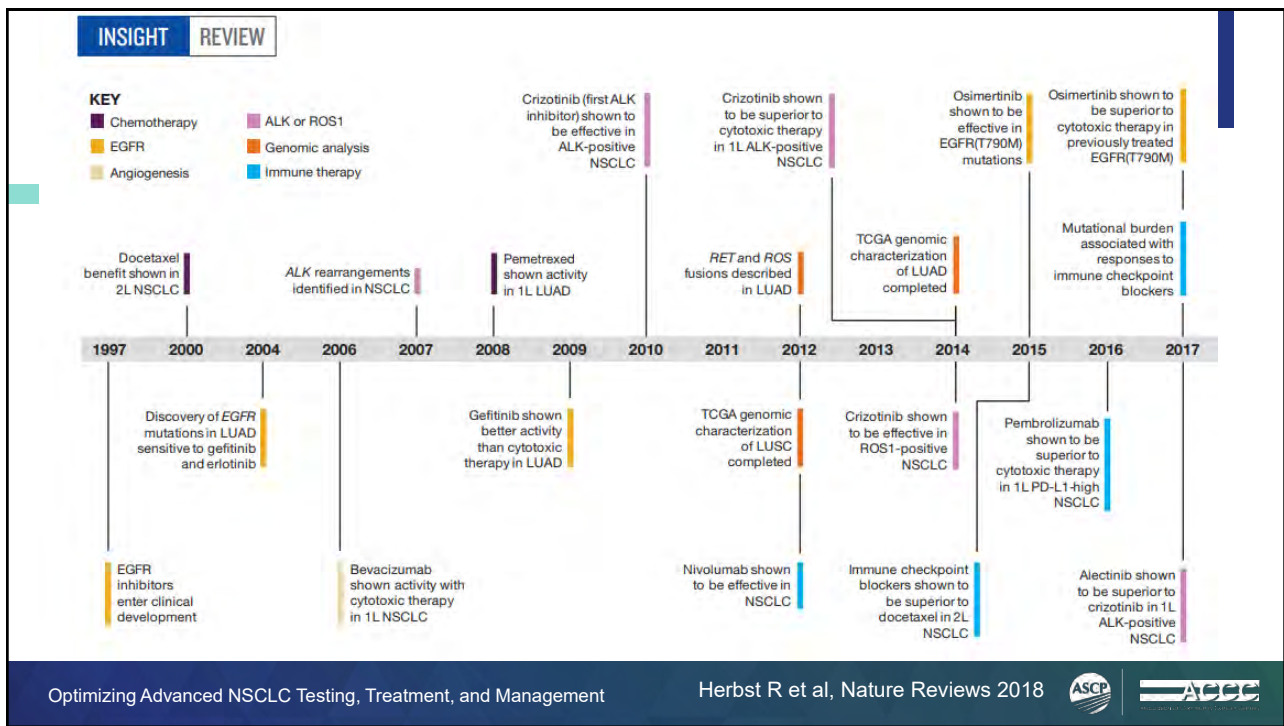 INSIGHT REVIEW
KEY
Chemotherapy
EGFR
Angiogenesis
ALK or ROS1
Genomic analysis
Immune therapy
Crizotinib (first ALK
inhibitor) shown to
be effective in
ALK-positive
NSCLC
Crizotinib shown
to be superior to
cytotoxic therapy
in 1L ALK-positive
NSCLC
Osimertinib
shown to be
effective in
EGFR(T790M)
mutations
Osimertinib shown to
be superior to
cytotoxic therapy in
previously treated
EGFR(T790M)
Docetaxel
benefit shown in
2L NSCLC
ALK rearrangements
identified in NSCLC
Pemetrexed
shown activity
in 1L LUAD
RET and ROS
fusions described
in LUAD
TCGA genomic
characterization
of LUAD
completed
Mutational burden
associated with
responses to
immune checkpoint
blockers
1997 2000 2004 2006 2007 2008 2009 2010 2011 2012 2013 2014 2015 2016 2017
Discovery of EGFR
mutations in LUAD
sensitive to gefitinib
and erlotinib
Gefitinib shown
better activity
than cytotoxic
therapy in LUAD
TCGA genomic
characterization
of LUSC
completed
Crizotinib shown
to be effective in
ROS1-positive
NSCLC
Pembrolizumab
shown to be
superior to
cytotoxic therapy
in 1L PD-L1-high
NSCLC
EGFR
inhibitors
enter clinical
development
Bevacizumab
shown activity with
cytotoxic therapy
in 1L NSCLC
Nivolumab shown
to be effective in
NSCLC
Immune checkpoint
blockers shown to
be superior to
docetaxel in 2L
NSCLC
Alectinib shown
to be superior to
crizotinib in 1L
ALK-positive
NSCLC
Optimizing Advanced NSCLC Testing, Treatment, and Management
Herbst R et al, Nature Reviews 2018
ASCP
ACCC